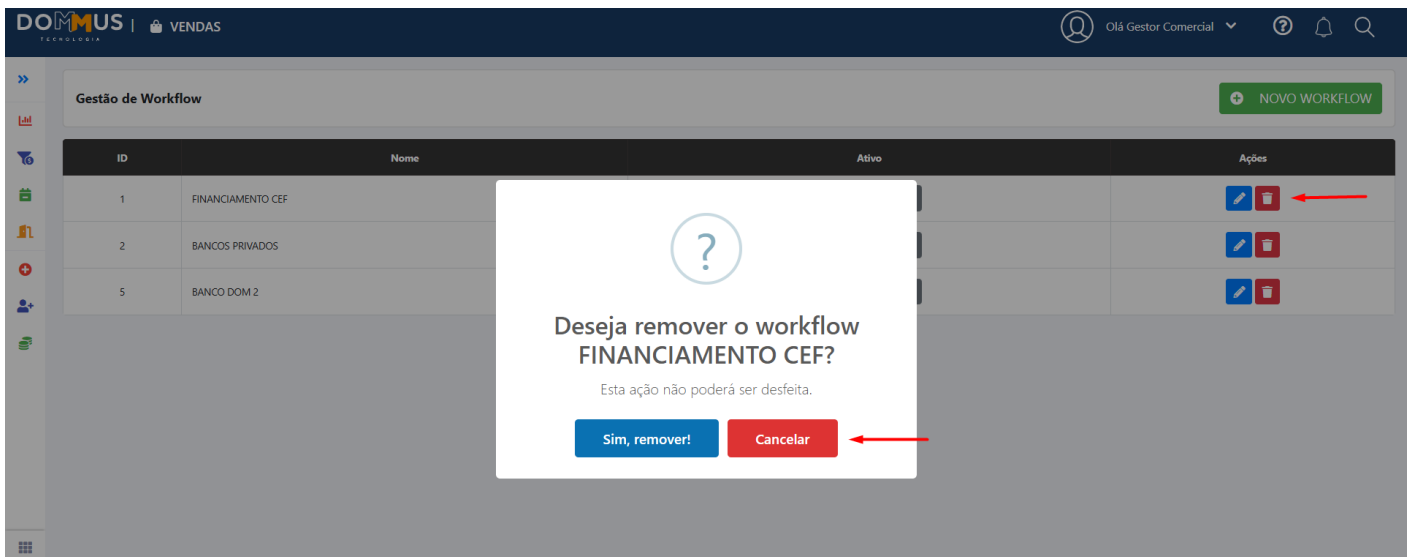 DOMMUS | VENDAS
TECNOLOGIA
Olá Gestor Comercial
Gestão de Workflow
NOVO WORKFLOW
ID Nome Ativo Ações
1 FINANCIAMENTO CEF
2 BANCOS PRIVADOS
5 BANCO DOM 2
?
Deseja remover o workflow
FINANCIAMENTO CEF?
Esta ação não poderá ser desfeita.
Sim, remover! Cancelar